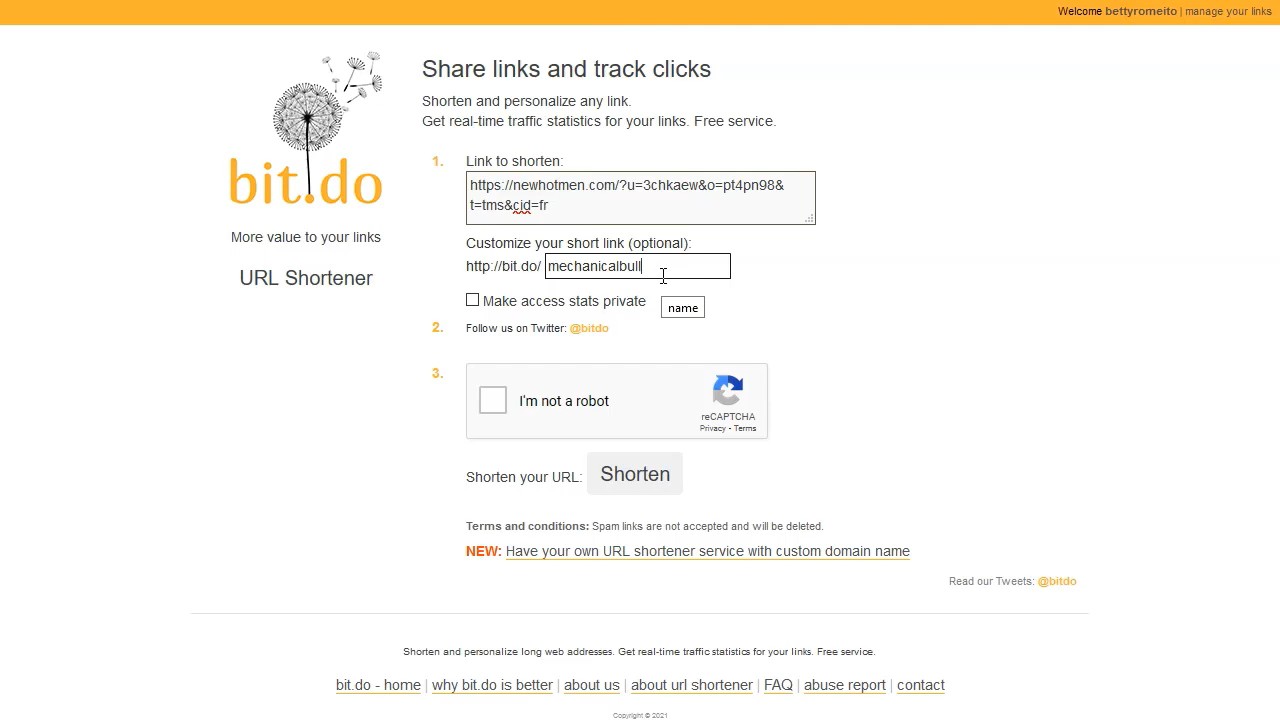 Welcome bettyromeito | manage your links
bit.do
More value to your links
URL Shortener
Share links and track clicks
Shorten and personalize any link.
Get real-time traffic statistics for your links. Free service.
1. Link to shorten:
https://newhotmen.com/?u=3chkaew&o=pt4pn98&
t=tms&cid=fr
Customize your short link (optional):
http://bit.do/ mechanicalbull
Make access stats private
name
2. Follow us on Twitter: @bitdo
3. I'm not a robot
reCAPTCHA
Privacy - Terms
Shorten your URL: Shorten
Terms and conditions: Spam links are not accepted and will be deleted.
NEW: Have your own URL shortener service with custom domain name
Read our Tweets: @bitdo
Shorten and personalize long web addresses. Get real-time traffic statistics for your links. Free service.
bit.do - home | why bit.do is better | about us | about url shortener | FAQ | abuse report | contact
Copyright © 2021